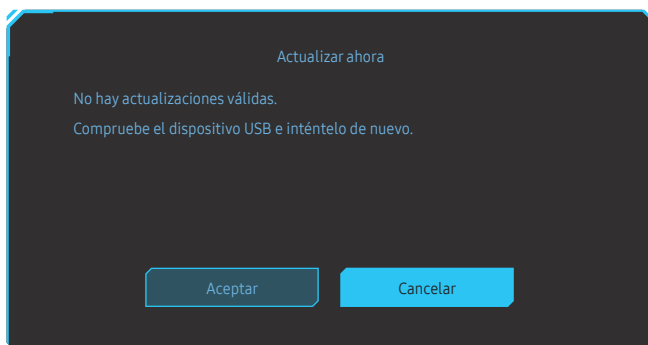 Actualizar ahora
No hay actualizaciones válidas.
Compruebe el dispositivo USB e inténtelo de nuevo.
Aceptar
Cancelar